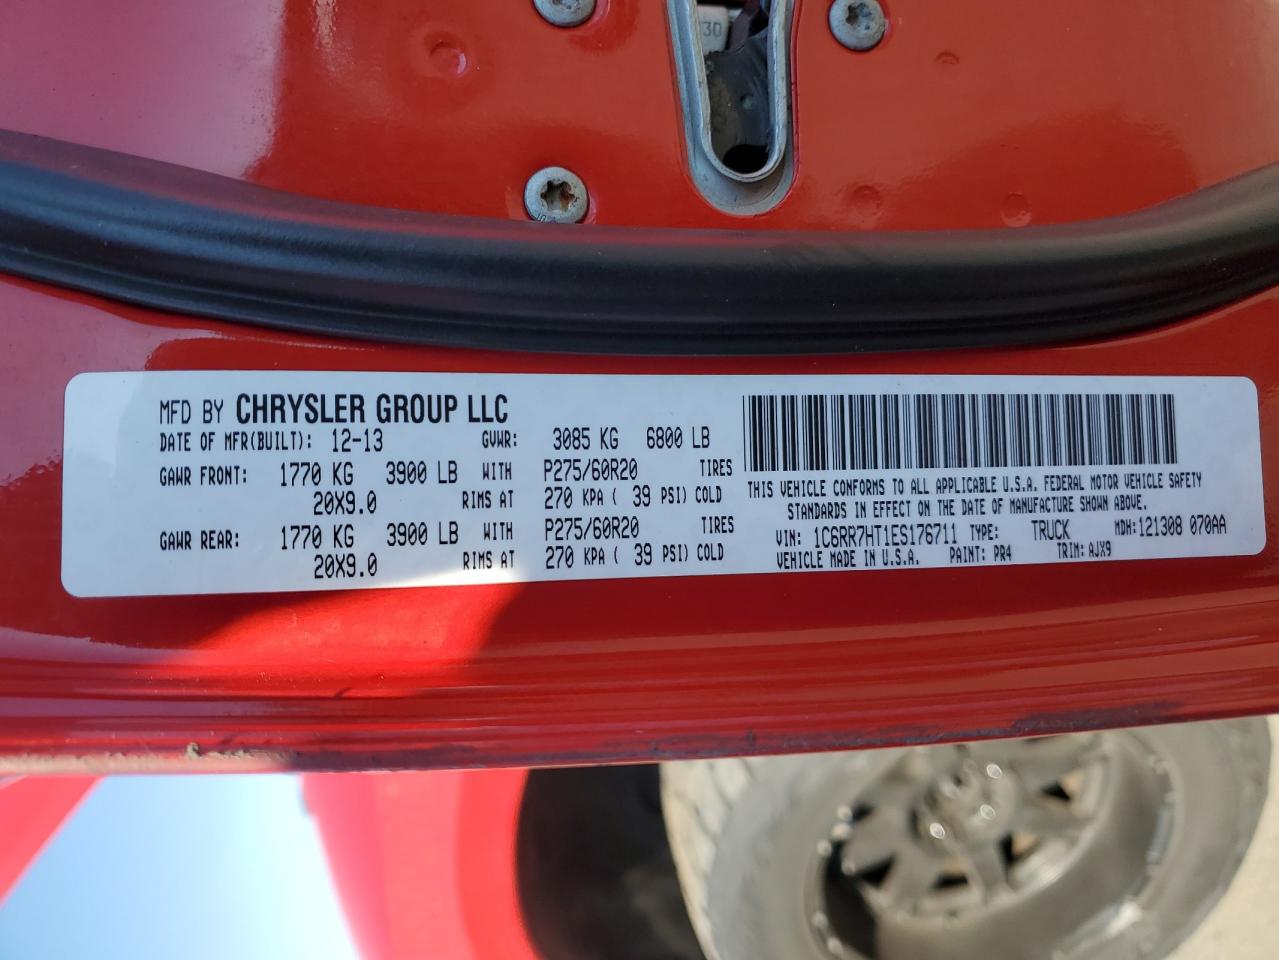 30
MFD BY CHRYSLER GROUP LLC
DATE OF MFR(BUILT): 12-13 GVWR: 3085 KG 6800 LB
GAWR FRONT: 1770 KG 3900 LB WITH P275/60R20 TIRES
20X9.0 RIMS AT 270 KPA ( 39 PSI) COLD
GAWR REAR: 1770 KG 3900 LB WITH P275/60R20 TIRES
20X9.0 RIMS AT 270 KPA ( 39 PSI) COLD
THIS VEHICLE CONFORMS TO ALL APPLICABLE U.S.A. FEDERAL MOTOR VEHICLE SAFETY
STANDARDS IN EFFECT ON THE DATE OF MANUFACTURE SHOWN ABOVE.
VIN: 1C6RR7HT1ES176711 TYPE: TRUCK MDH:121308 070AA
VEHICLE MADE IN U.S.A. PAINT: PR4 TRIM: AJX9